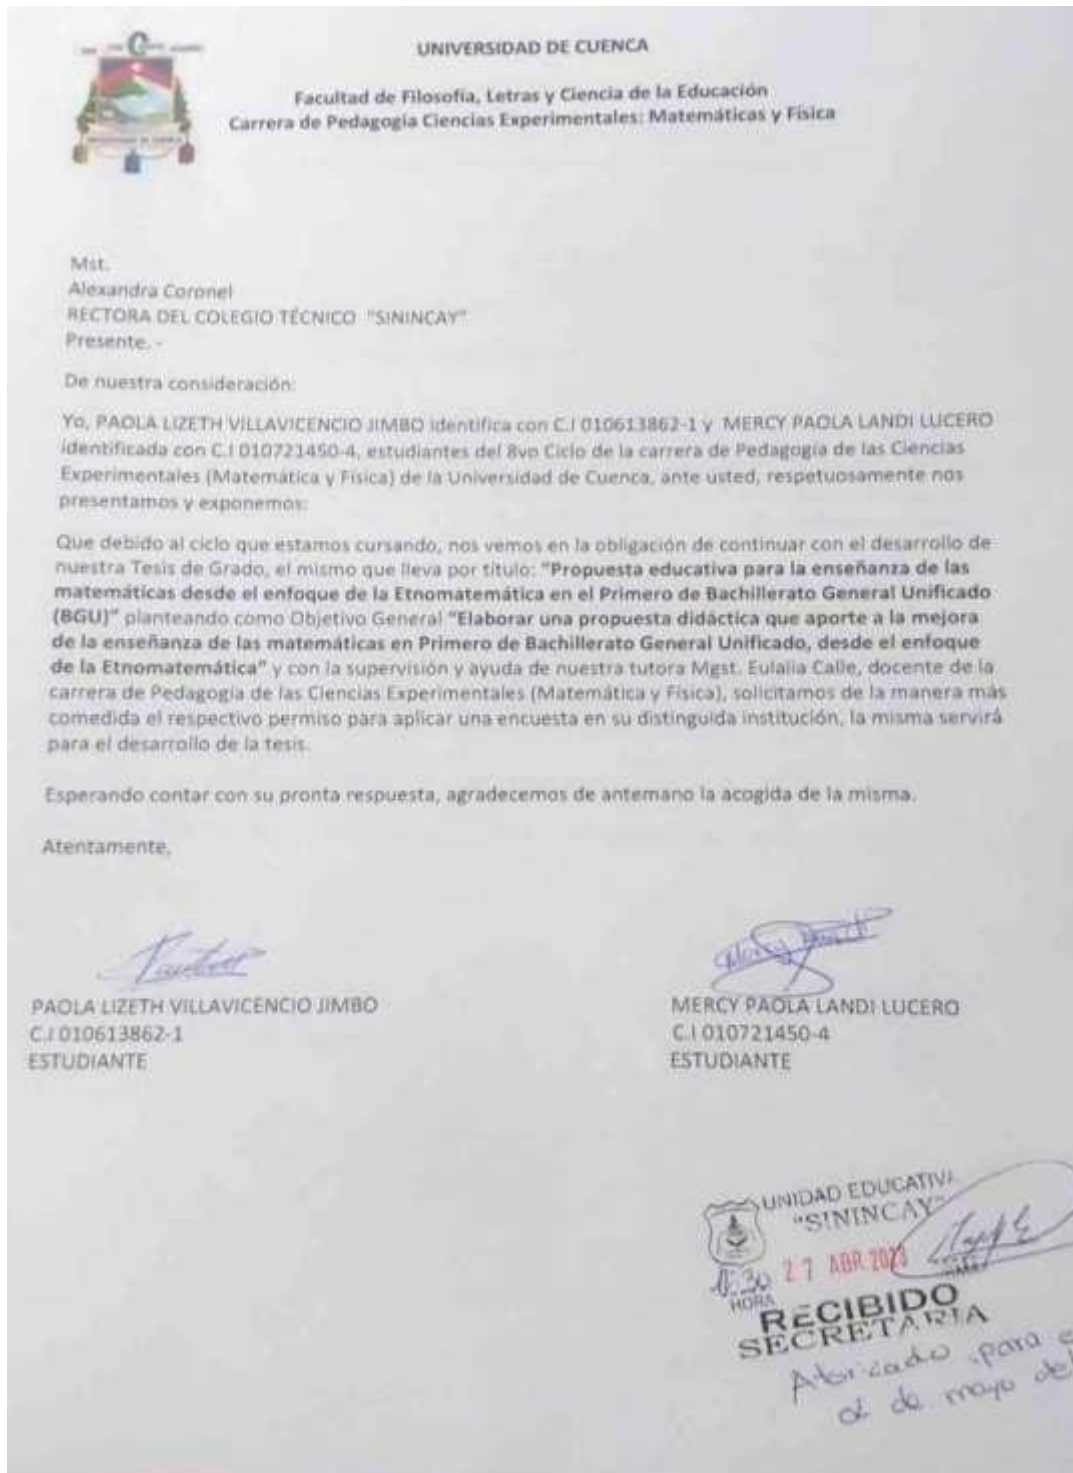 UNIVERSIDAD DE CUENCA
Facultad de Filosofía, Letras y Ciencia de la Educación
Carrera de Pedagogía Ciencias Experimentales: Matemáticas y Física
Mst.
Alexandra Coronel
RECTORA DEL COLEGIO TÉCNICO "SININCAY"
Presente. -
De nuestra consideración:
Yo, PAOLA LIZETH VILLAVICENCIO JIMBO identifica con C.I 010613862-1 y MERCY PAOLA LANDI LUCERO
identificada con C.I 010721450-4, estudiantes del 8vo Ciclo de la carrera de Pedagogía de las Ciencias
Experimentales (Matemática y Física) de la Universidad de Cuenca, ante usted, respetuosamente nos
presentamos y exponemos:
Que debido al ciclo que estamos cursando, nos vemos en la obligación de continuar con el desarrollo de
nuestra Tesis de Grado, el mismo que lleva por título: "Propuesta educativa para la enseñanza de las
matemáticas desde el enfoque de la Etnomatemática en el Primero de Bachillerato General Unificado
(BGU)" planteando como Objetivo General "Elaborar una propuesta didáctica que aporte a la mejora
de la enseñanza de las matemáticas en Primero de Bachillerato General Unificado, desde el enfoque
de la Etnomatemática" y con la supervisión y ayuda de nuestra tutora Mgst. Eulalia Calle, docente de la
carrera de Pedagogía de las Ciencias Experimentales (Matemática y Física), solicitamos de la manera más
comedida el respectivo permiso para aplicar una encuesta en su distinguida institución, la misma servirá
para el desarrollo de la tesis.
Esperando contar con su pronta respuesta, agradecemos de antemano la acogida de la misma.
Atentamente,
PAOLA LIZETH VILLAVICENCIO JIMBO
C.I 010613862-1
ESTUDIANTE
MERCY PAOLA LANDI LUCERO
C.I 010721450-4
ESTUDIANTE
UNIDAD EDUCATIVA
"SININCAY"
27 ABR 2023
HORA
RECIBIDO
SECRETARIA
para e
de mayo del